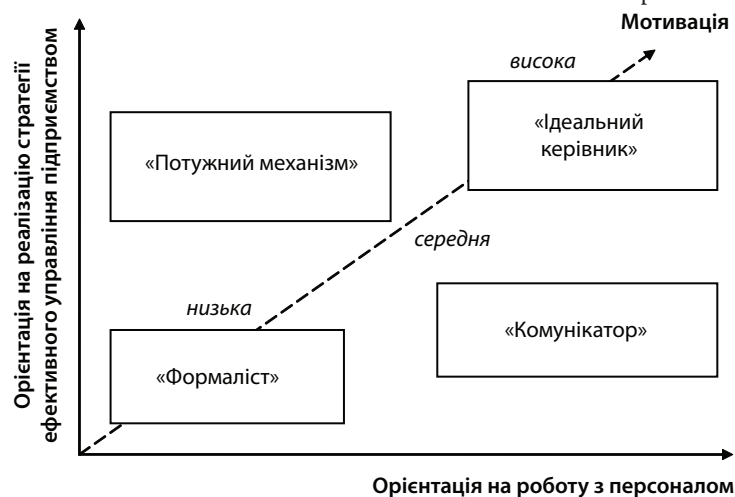 Мотивація
висока
«Ідеальний
керівник»
«Потужний механізм»
середня
низька
«Комунікатор»
«Формаліст»
Орієнтація на реалізацію стратегії
ефективного управління підприємством
Орієнтація на роботу з персоналом